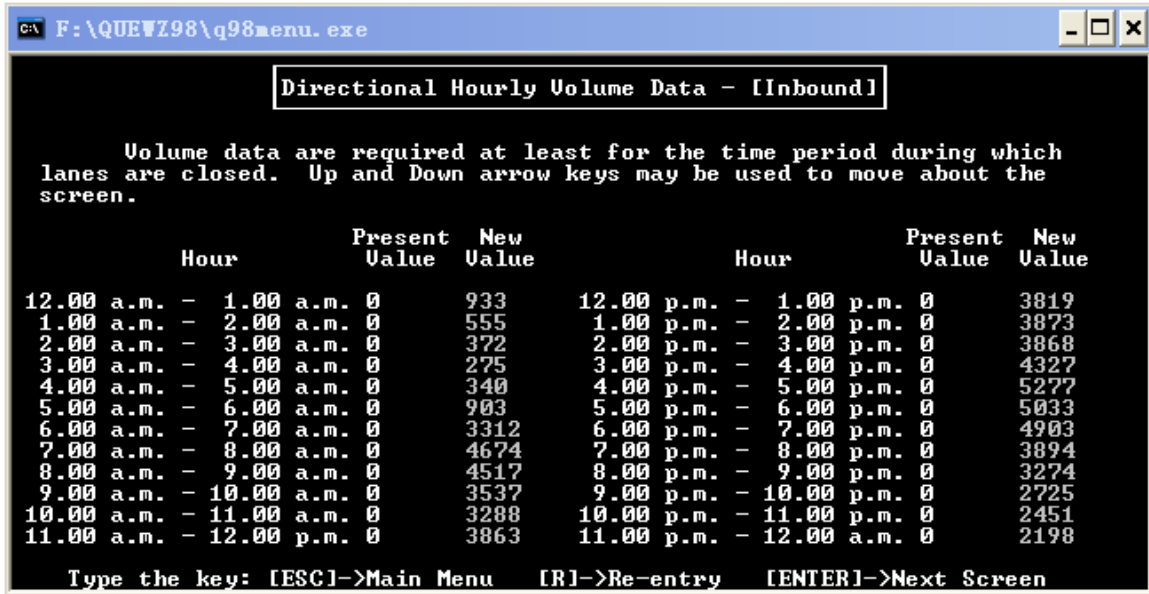 F:\QUEWZ98\q98menu.exe
Directional Hourly Volume Data - [Inbound]
Volume data are required at least for the time period during which
lanes are closed. Up and Down arrow keys may be used to move about the
screen.
Present New Present New
Hour Value Value Hour Value Value
12.00 a.m. - 1.00 a.m. 0 933 12.00 p.m. - 1.00 p.m. 0 3819
1.00 a.m. - 2.00 a.m. 0 555 1.00 p.m. - 2.00 p.m. 0 3873
2.00 a.m. - 3.00 a.m. 0 372 2.00 p.m. - 3.00 p.m. 0 3868
3.00 a.m. - 4.00 a.m. 0 275 3.00 p.m. - 4.00 p.m. 0 4327
4.00 a.m. - 5.00 a.m. 0 340 4.00 p.m. - 5.00 p.m. 0 5277
5.00 a.m. - 6.00 a.m. 0 903 5.00 p.m. - 6.00 p.m. 0 5033
6.00 a.m. - 7.00 a.m. 0 3312 6.00 p.m. - 7.00 p.m. 0 4903
7.00 a.m. - 8.00 a.m. 0 4674 7.00 p.m. - 8.00 p.m. 0 3894
8.00 a.m. - 9.00 a.m. 0 4517 8.00 p.m. - 9.00 p.m. 0 3274
9.00 a.m. - 10.00 a.m. 0 3537 9.00 p.m. - 10.00 p.m. 0 2725
10.00 a.m. - 11.00 a.m. 0 3288 10.00 p.m. - 11.00 p.m. 0 2451
11.00 a.m. - 12.00 p.m. 0 3863 11.00 p.m. - 12.00 a.m. 0 2198
Type the key: [ESC]->Main Menu [R]->Re-entry [ENTER]->Next Screen